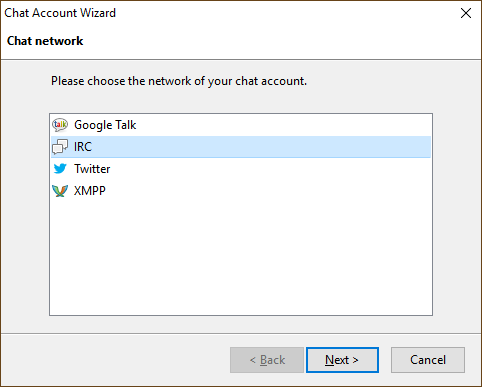 Chat Account Wizard
Chat network
Please choose the network of your chat account.
talk Google Talk
IRC
Twitter
XMPP
< Back Next > Cancel